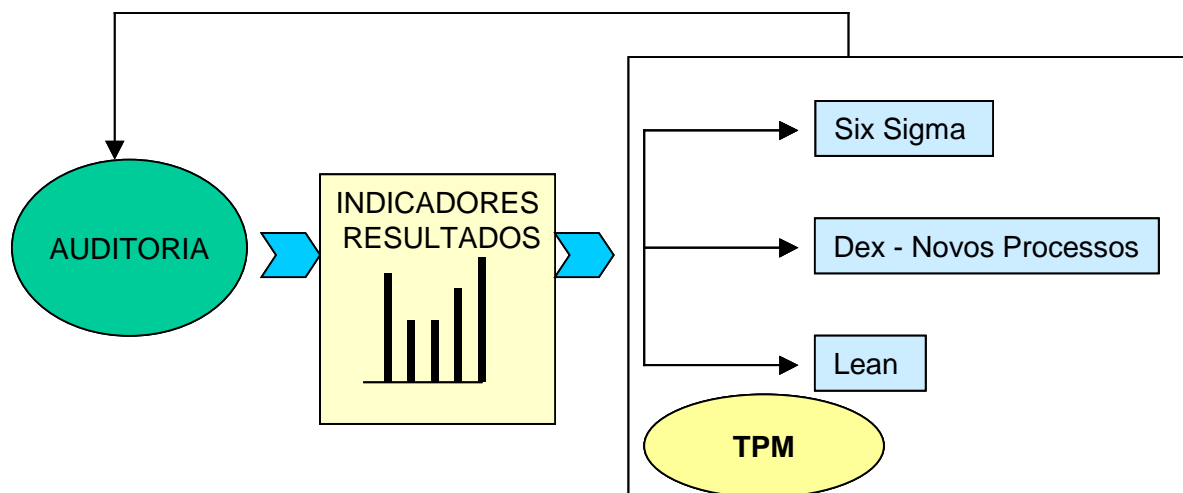 AUDITORIA
INDICADORES
RESULTADOS
Six Sigma
Dex - Novos Processos
Lean
TPM